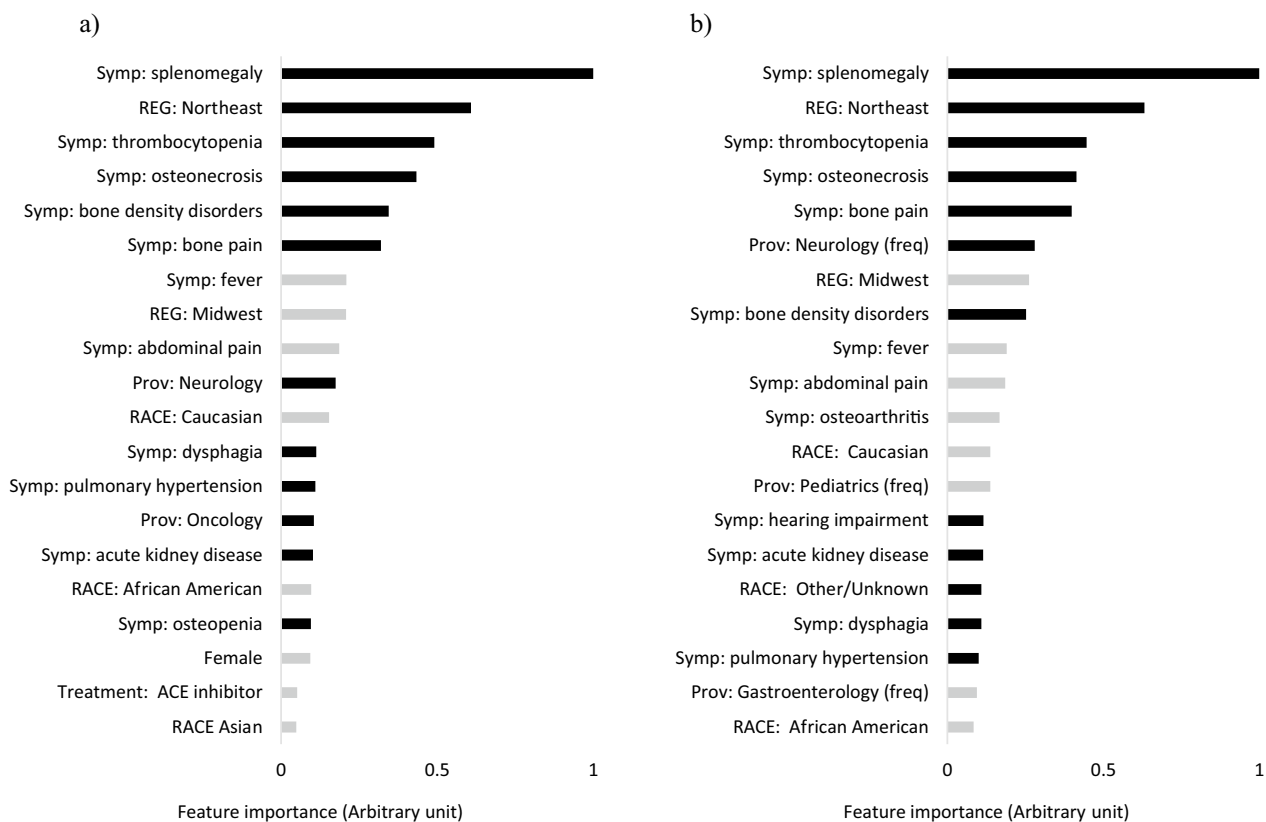 a)
Symp: splenomegaly
REG: Northeast
Symp: thrombocytopenia
Symp: osteonecrosis
Symp: bone density disorders
Symp: bone pain
Symp: fever
REG: Midwest
Symp: abdominal pain
Prov: Neurology
RACE: Caucasian
Symp: dysphagia
Symp: pulmonary hypertension
Prov: Oncology
Symp: acute kidney disease
RACE: African American
Symp: osteopenia
Female
Treatment:  ACE inhibitor
RACE Asian
0 0.5 1
Feature importance (Arbitrary unit)
b)
Symp: splenomegaly
REG: Northeast
Symp: thrombocytopenia
Symp: osteonecrosis
Symp: bone pain
Prov: Neurology (freq)
REG: Midwest
Symp: bone density disorders
Symp: fever
Symp: abdominal pain
Symp: osteoarthritis
RACE:  Caucasian
Prov: Pediatrics (freq)
Symp: hearing impairment
Symp: acute kidney disease
RACE:  Other/Unknown
Symp: dysphagia
Symp: pulmonary hypertension
Prov: Gastroenterology (freq)
RACE:  African American
0 0.5 1
Feature importance (Arbitrary unit)